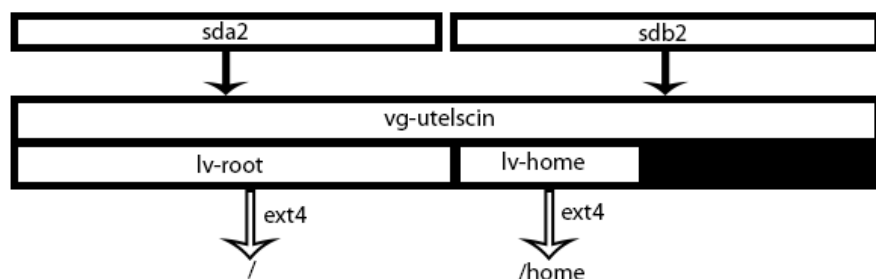 sda2 sdb2
vg-utelscin
lv-root lv-home
ext4 ext4
/ /home